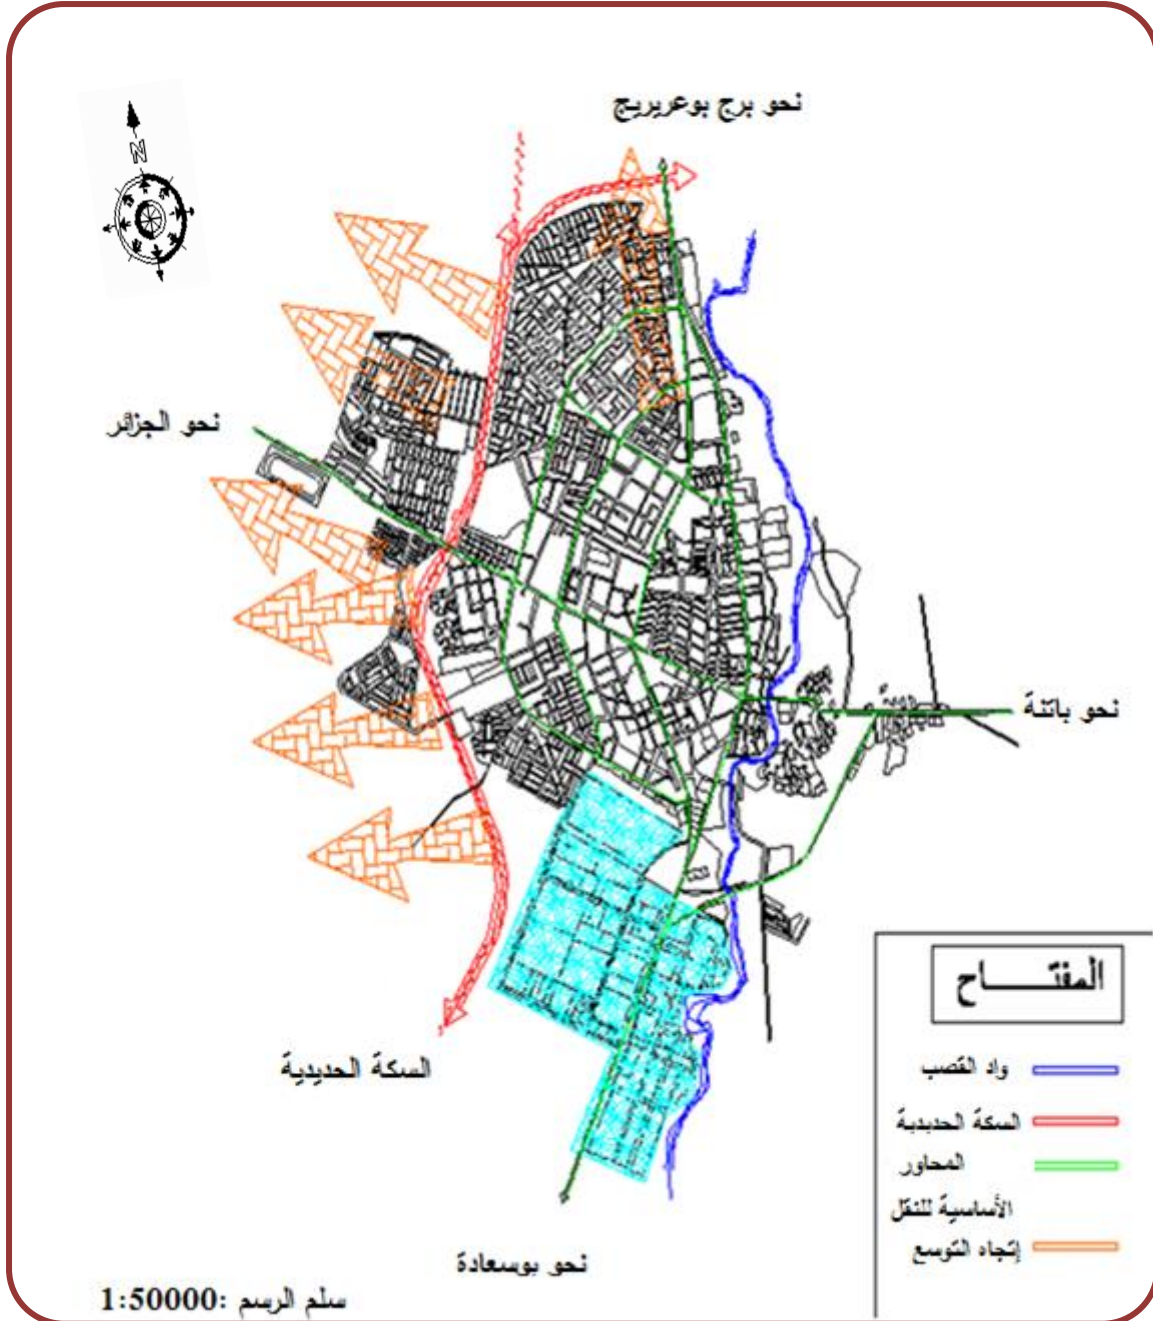 نحو برج بوعريريج
N
نحو الجزائر
نحو باتنة
السكة الحديدية
نحو بوسعادة
سلم الرسم :1:50000
المفتـــــاح
واد القصب
السكة الحديدية
المحاور
الأساسية للنقل
إتجاه التوسع